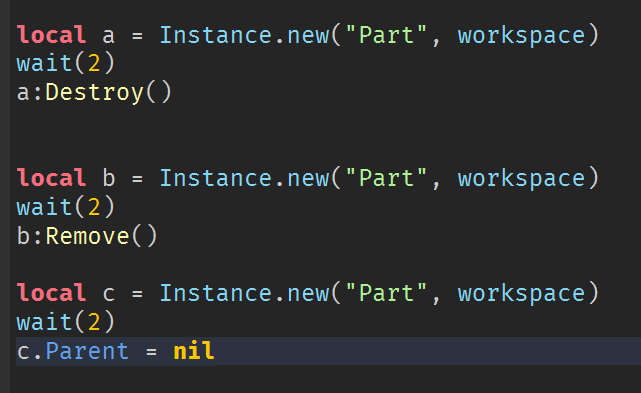 local a = Instance.new("Part", workspace)
wait(2)
a:Destroy()
local b = Instance.new("Part", workspace)
wait(2)
b:Remove()
local c = Instance.new("Part", workspace)
wait(2)
c.Parent = nil